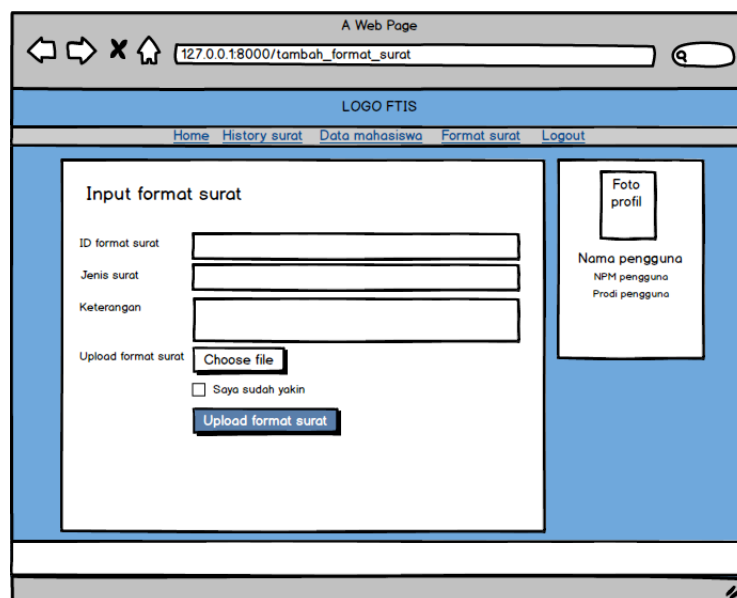 A Web Page
127.0.0.1:8000/tambah_format_surat
LOGO FTIS
Home History surat Data mahasiswa Format surat Logout
Input format surat
ID format surat
Jenis surat
Keterangan
Upload format surat Choose file
Saya sudah yakin
Upload format surat
Foto
profil
Nama pengguna
NPM pengguna
Prodi pengguna